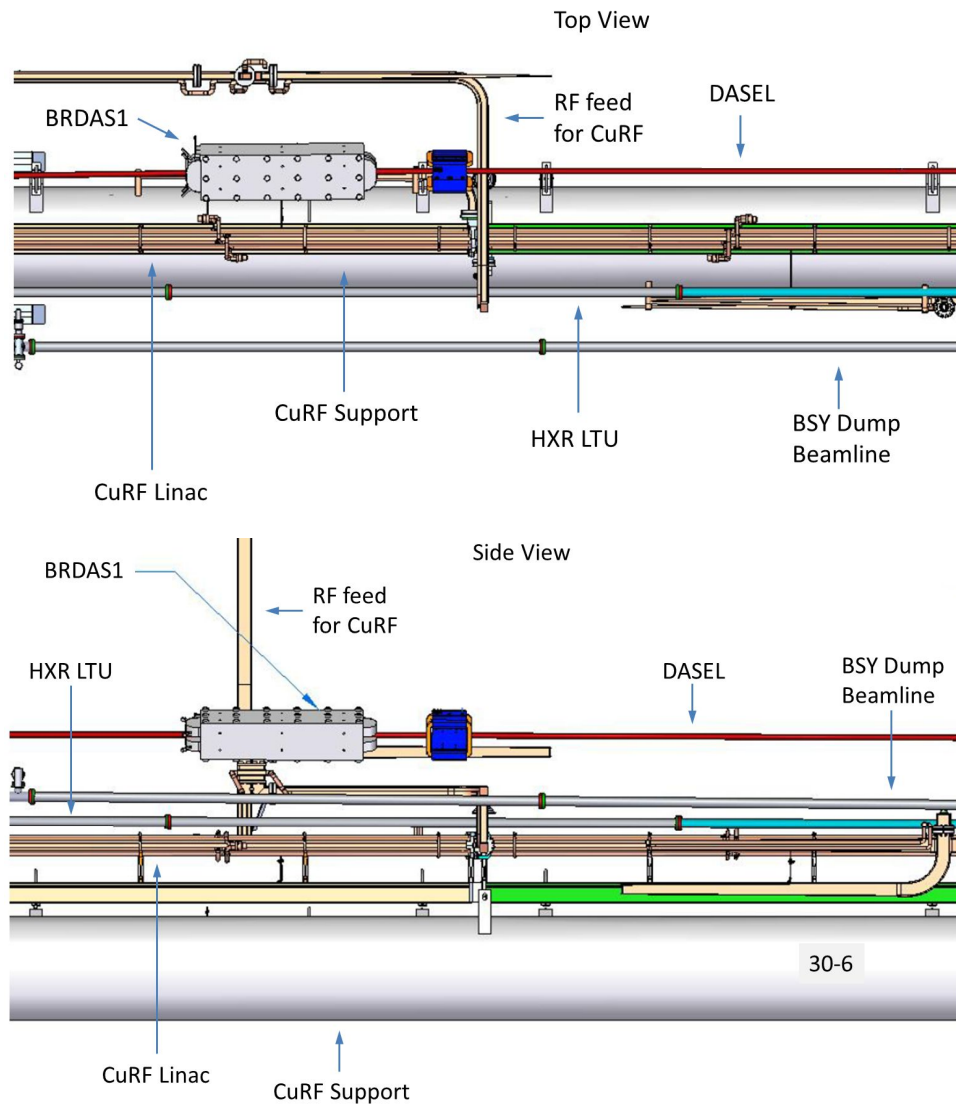 Top View
BRDAS1
RF feed
for CuRF
DASEL
CuRF Support
HXR LTU
BSY Dump
Beamline
CuRF Linac
Side View
BRDAS1
RF feed
for CuRF
HXR LTU
DASEL
BSY Dump
Beamline
30-6
CuRF Linac
CuRF Support